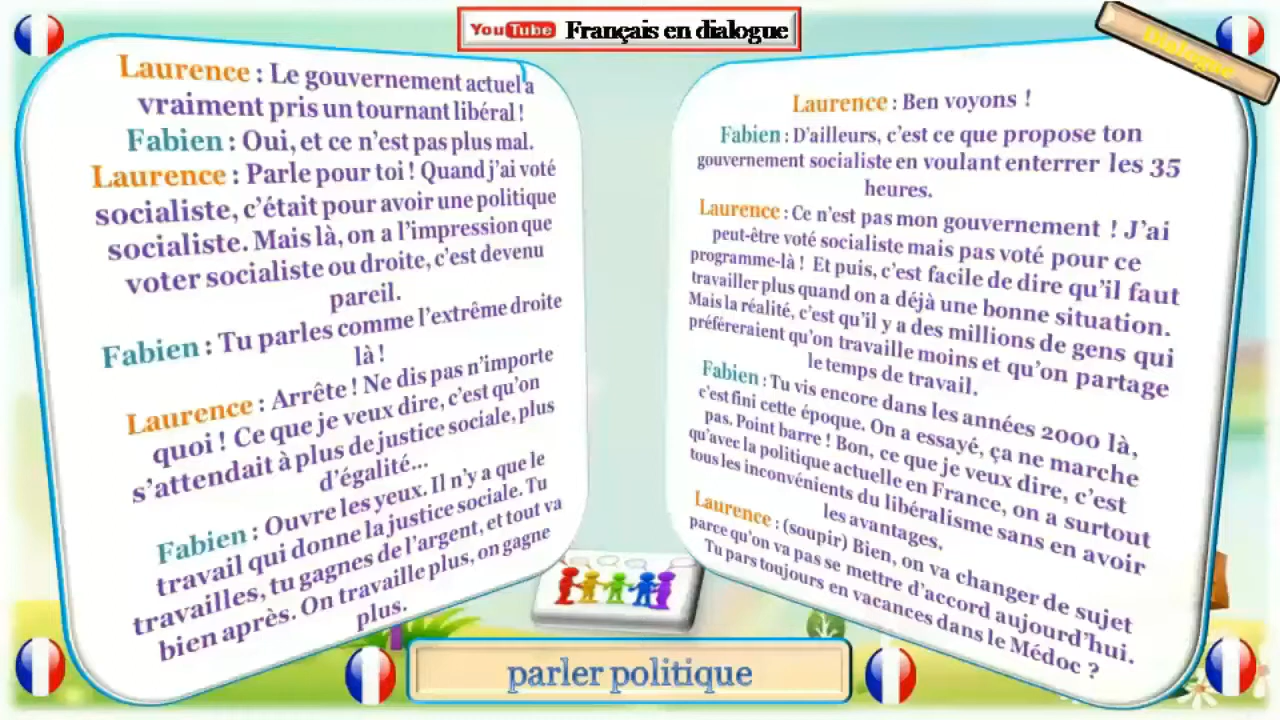 YouTube Français en dialogue
Dialogue
Laurence : Le gouvernement actuel a
vraiment pris un tournant libéral !
Fabien : Oui, et ce n'est pas plus mal.
Laurence : Parle pour toi ! Quand j'ai voté
socialiste, c'était pour avoir une politique
socialiste. Mais là, on a l'impression que
voter socialiste ou droite, c'est devenu
pareil.
Fabien : Tu parles comme l'extrême droite
là !
Laurence : Arrête ! Ne dis pas n'importe
quoi ! Ce que je veux dire, c'est qu'on
s'attendait à plus de justice sociale, plus
d'égalité...
Fabien : Ouvre les yeux. Il n'y a que le
travail qui donne la justice sociale. Tu
travailles, tu gagnes de l'argent, et tout va
bien après. On travaille plus, on gagne
plus.
Laurence : Ben voyons !
Fabien : D'ailleurs, c'est ce que propose ton
gouvernement socialiste en voulant enterrer les 35
heures.
Laurence : Ce n'est pas mon gouvernement ! J'ai
peut-être voté socialiste mais pas voté pour ce
programme-là ! Et puis, c'est facile de dire qu'il faut
travailler plus quand on a déjà une bonne situation.
Mais la réalité, c'est qu'il y a des millions de gens qui
préféreraient qu'on travaille moins et qu'on partage
le temps de travail.
Fabien : Tu vis encore dans les années 2000 là,
c'est fini cette époque. On a essayé, ça ne marche
pas. Point barre ! Bon, ce que je veux dire, c'est
qu'avec la politique actuelle en France, on a surtout
tous les inconvénients du libéralisme sans en avoir
les avantages.
Laurence : (soupir) Bien, on va changer de sujet
parce qu'on va pas se mettre d'accord aujourd'hui.
Tu pars toujours en vacances dans le Médoc ?
parler politique